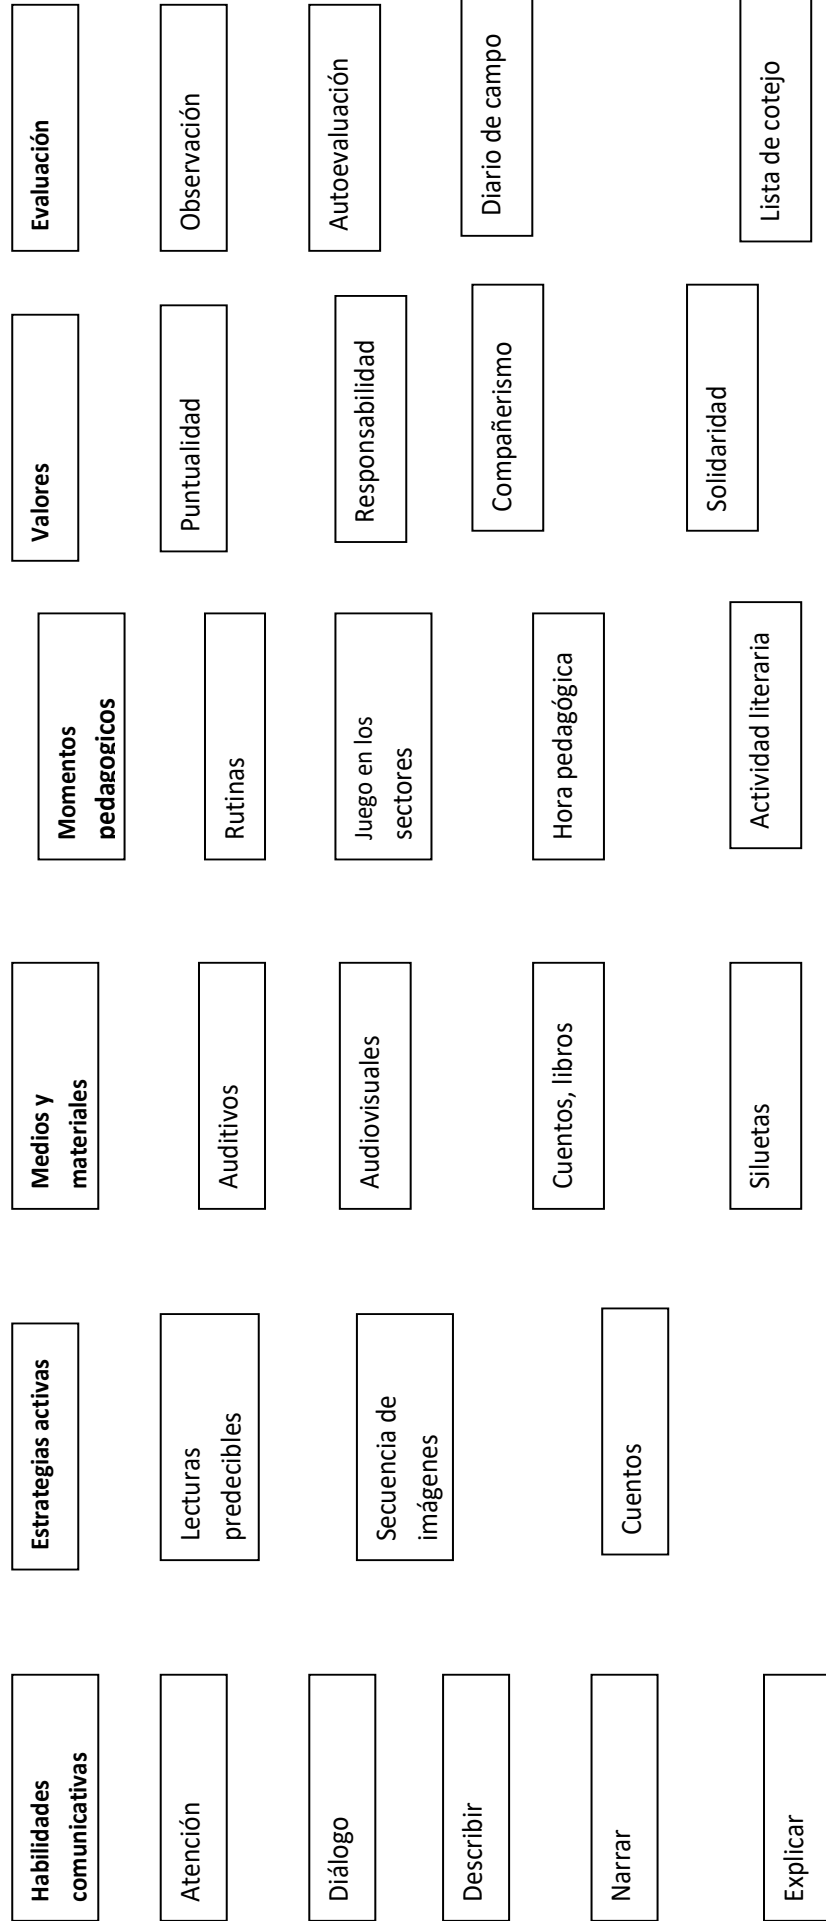 Habilidades
comunicativas
Atención
Diálogo
Describir
Narrar
Explicar
Estrategias activas
Lecturas
predecibles
Secuencia de
imágenes
Cuentos
Medios y
materiales
Auditivos
Audiovisuales
Cuentos, libros
Siluetas
Momentos
pedagogicos
Rutinas
Juego en los
sectores
Hora pedagógica
Actividad literaria
Valores
Puntualidad
Responsabilidad
Compañerismo
Solidaridad
Evaluación
Observación
Autoevaluación
Diario de campo
Lista de cotejo